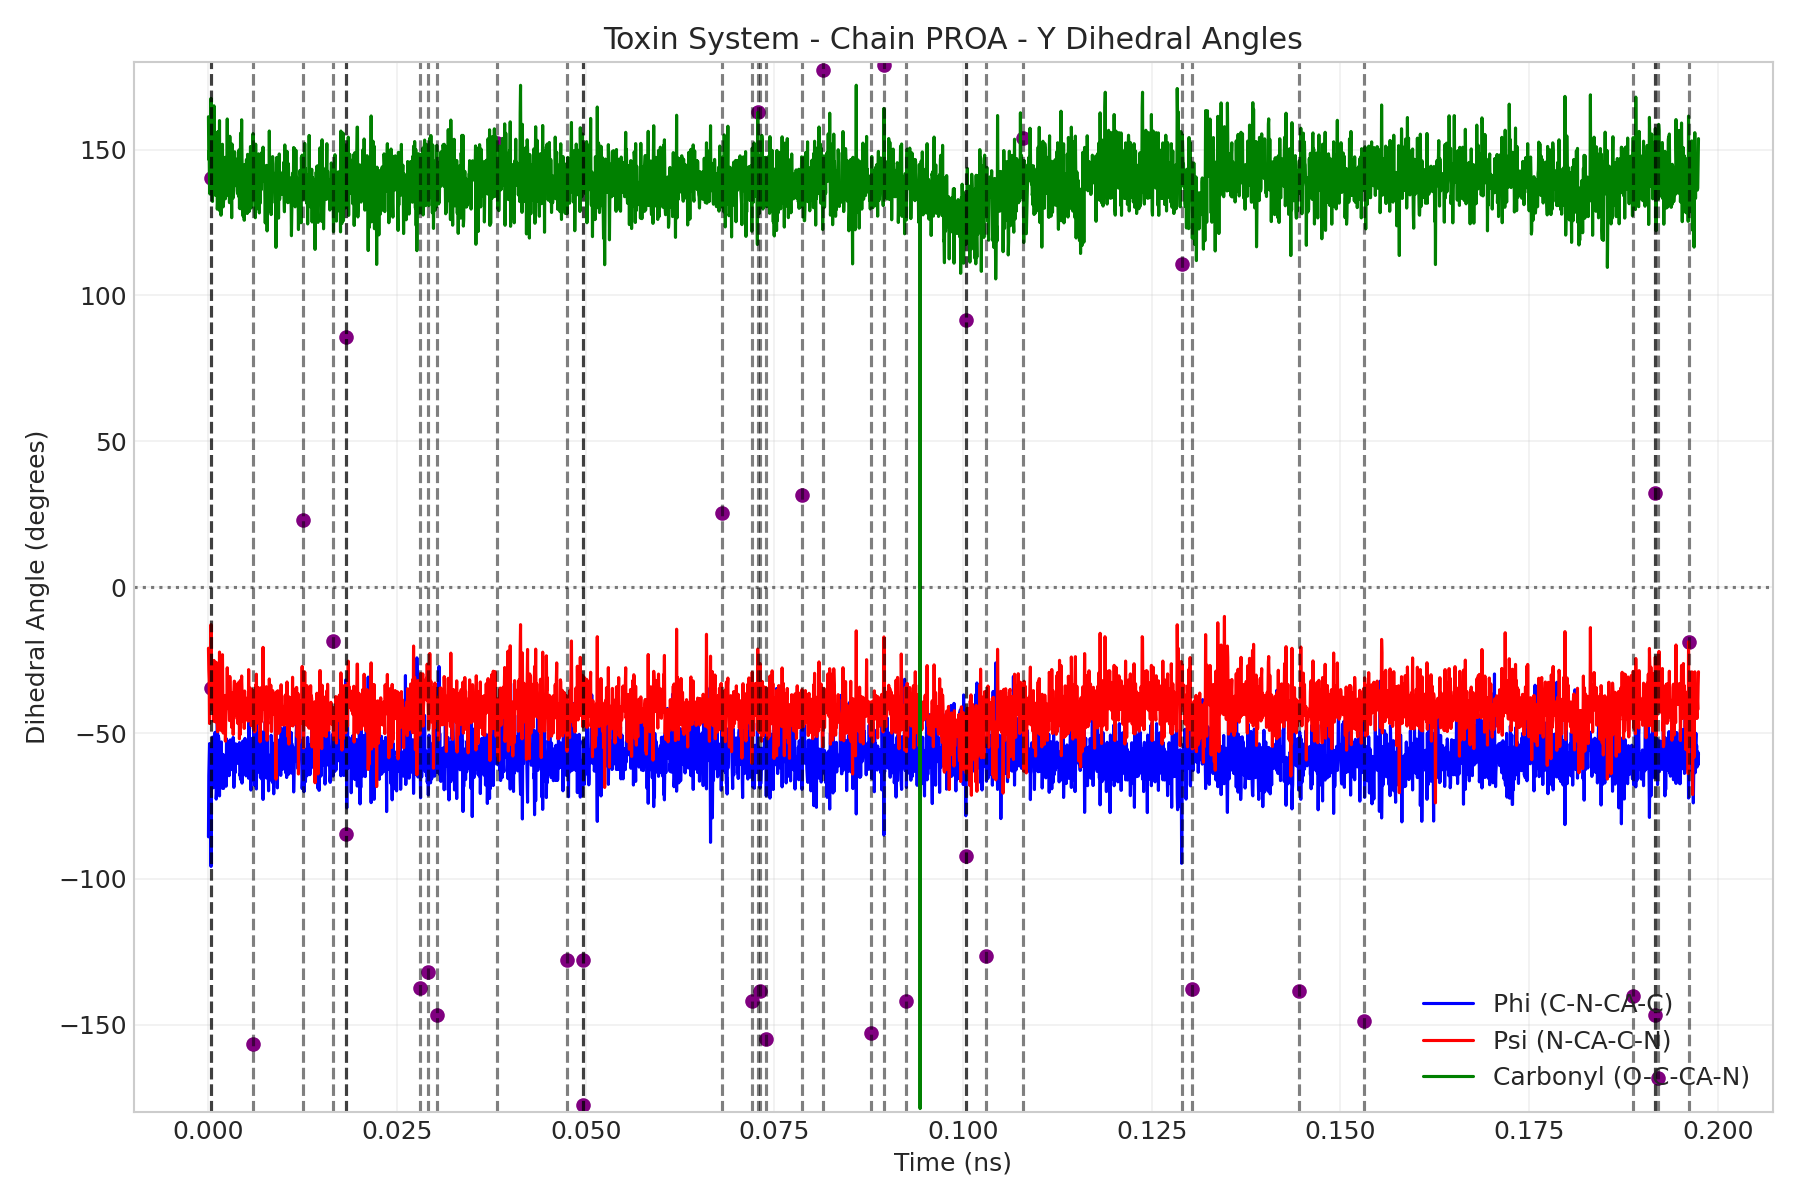 Toxin System - Chain PROA - Y Dihedral Angles
Dihedral Angle (degrees)
150
100
50
0
−50
−100
−150
Phi (C-N-CA-C)
Psi (N-CA-C-N)
Carbonyl (O-C-CA-N)
0.000 0.025 0.050 0.075 0.100 0.125 0.150 0.175 0.200
Time (ns)